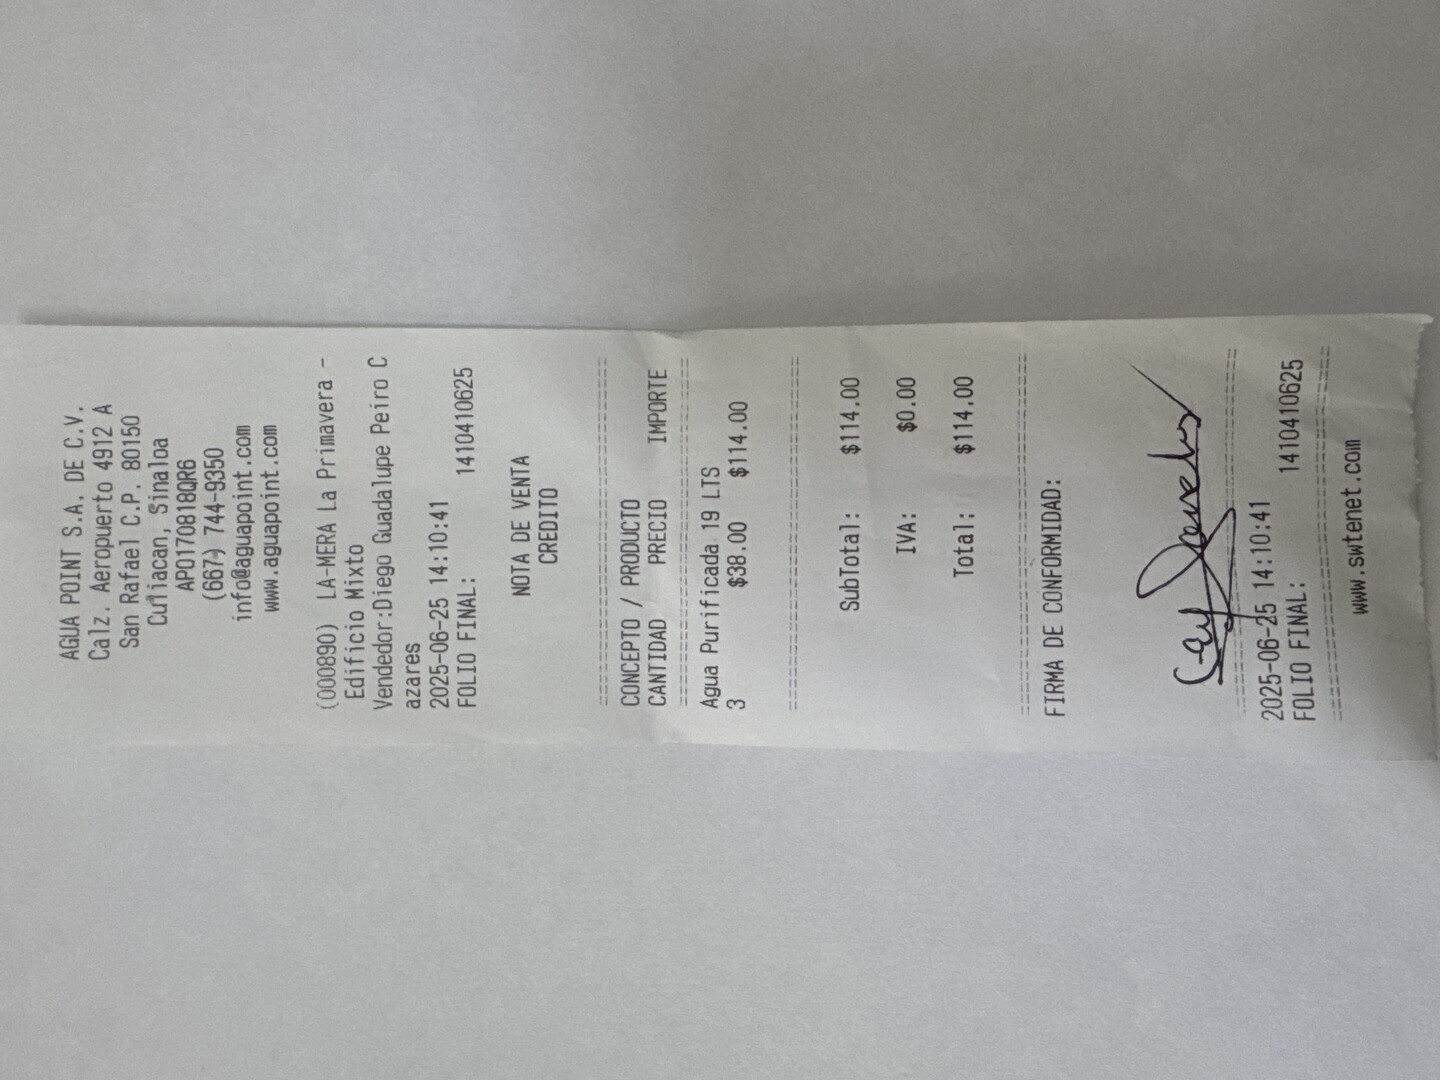 AGUA POINT S.A. DE C.V.
Calz. Aeropuerto 4912 A
San Rafael C.P. 80150
Culiacan, Sinaloa
APO170818QR6
(667) 744-9350
info@aguapoint.com
www.aguapoint.com
(000890) LA-MERA La Primavera -
Edificio Mixto
Vendedor:Diego Guadalupe Peiro C
azares
2025-06-25 14:10:41
FOLIO FINAL: 1410410625
NOTA DE VENTA
CREDITO
================================
CONCEPTO / PRODUCTO
CANTIDAD PRECIO IMPORTE
================================
Agua Purificada 19 LTS
3 $38.00 $114.00
================================
SubTotal: $114.00
IVA: $0.00
Total: $114.00
================================
FIRMA DE CONFORMIDAD:
================================
2025-06-25 14:10:41
FOLIO FINAL: 1410410625
================================
www.swtenet.com